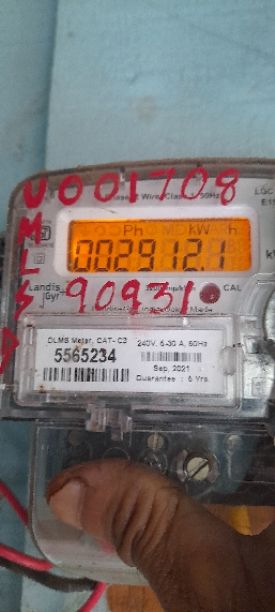 U001708
M
L
S
Ph kWh
002912.1
Landis
Gyr
90931
CAL
DLMS Meter, CAT- C3
5565234
240V, 5-30 A, 50Hz
Sep, 2021
Guarantee : 5 Yrs.